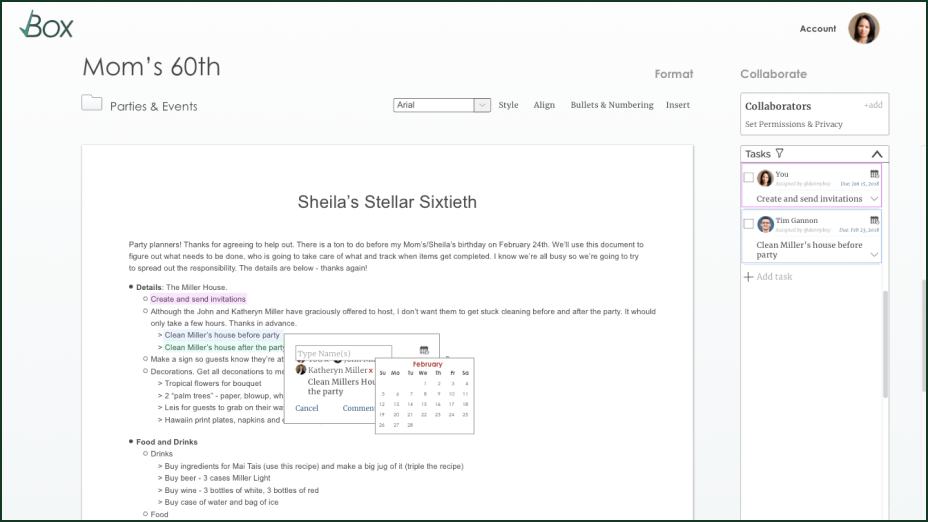 Box
Account
Mom's 60th
Format
Collaborate
Parties & Events
Arial
Style
Align
Bullets & Numbering
Insert
Collaborators
+add
Set Permissions & Privacy
Tasks
You
Assigned by @dannyboy
Due: Jan 15, 2018
Create and send invitations
Tim Gannon
Assigned by @dannyboy
Due: Feb 23, 2018
Clean Miller's house before
party
+ Add task
Sheila's Stellar Sixtieth
Party planners! Thanks for agreeing to help out. There is a ton to do before my Mom's/Sheila's birthday on February 24th. We'll use this document to
figure out what needs to be done, who is going to take care of what and track when items get completed. I know we're all busy so we're going to try
to spread out the responsibility. The details are below - thanks again!
Details: The Miller House.
Create and send invitations
Although the John and Katheryn Miller have graciously offered to host, I don't want them to get stuck cleaning before and after the party. It whould
only take a few hours. Thanks in advance.
> Clean Miller's house before party
> Clean Miller's house after the party
Make a sign so guests know they're at
Decorations. Get all decorations to me
> Tropical flowers for bouquet
> 2 "palm trees" - paper, blowup, wh
> Leis for guests to grab on their wa
> Hawaiin print plates, napkins and
Type Name(s)
Katheryn Miller x
Clean Millers Hou
the party
Cancel
Commen
February
Su Mo Tu We Th Fr Sa
1 2 3 4
5 6 7 8 9 10 11
12 13 14 15 16 17 18
19 20 21 22 23 24 25
26 27 28
Food and Drinks
Drinks
> Buy ingredients for Mai Tais (use this recipe) and make a big jug of it (triple the recipe)
> Buy beer - 3 cases Miller Light
> Buy wine - 3 bottles of white, 3 bottles of red
> Buy case of water and bag of ice
Food